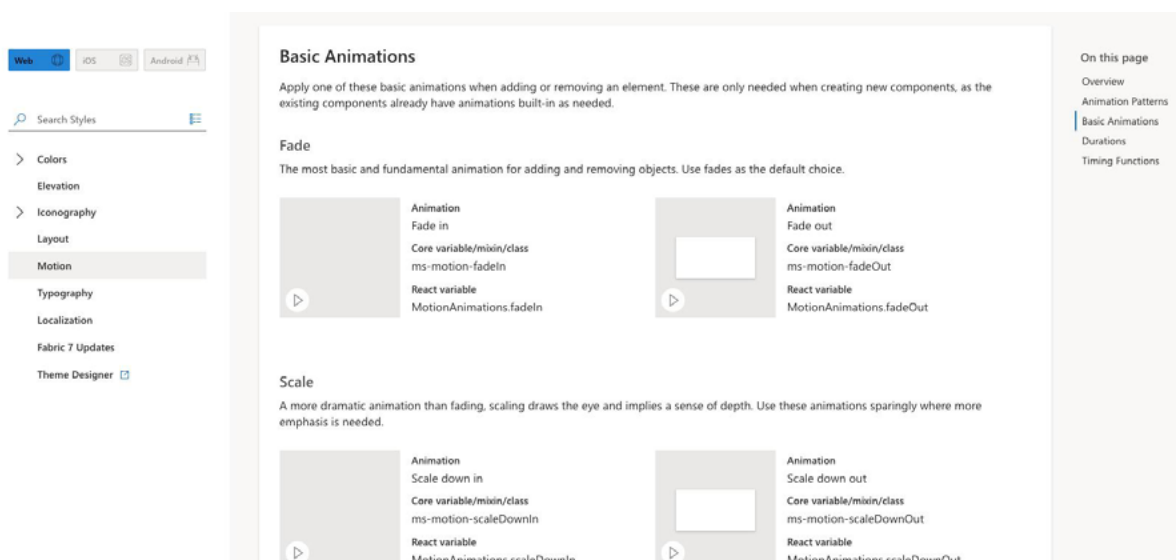 Web
iOS
Android
Search Styles
Colors
Elevation
Iconography
Layout
Motion
Typography
Localization
Fabric 7 Updates
Theme Designer
Basic Animations
Apply one of these basic animations when adding or removing an element. These are only needed when creating new components, as the
existing components already have animations built-in as needed.
Fade
The most basic and fundamental animation for adding and removing objects. Use fades as the default choice.
Animation
Fade in
Core variable/mixin/class
ms-motion-fadeIn
React variable
MotionAnimations.fadeIn
Animation
Fade out
Core variable/mixin/class
ms-motion-fadeOut
React variable
MotionAnimations.fadeOut
Scale
A more dramatic animation than fading, scaling draws the eye and implies a sense of depth. Use these animations sparingly where more
emphasis is needed.
Animation
Scale down in
Core variable/mixin/class
ms-motion-scaleDownIn
React variable
MotionAnimations.scaleDownIn
Animation
Scale down out
Core variable/mixin/class
ms-motion-scaleDownOut
React variable
MotionAnimations.scaleDownOut
On this page
Overview
Animation Patterns
Basic Animations
Durations
Timing Functions